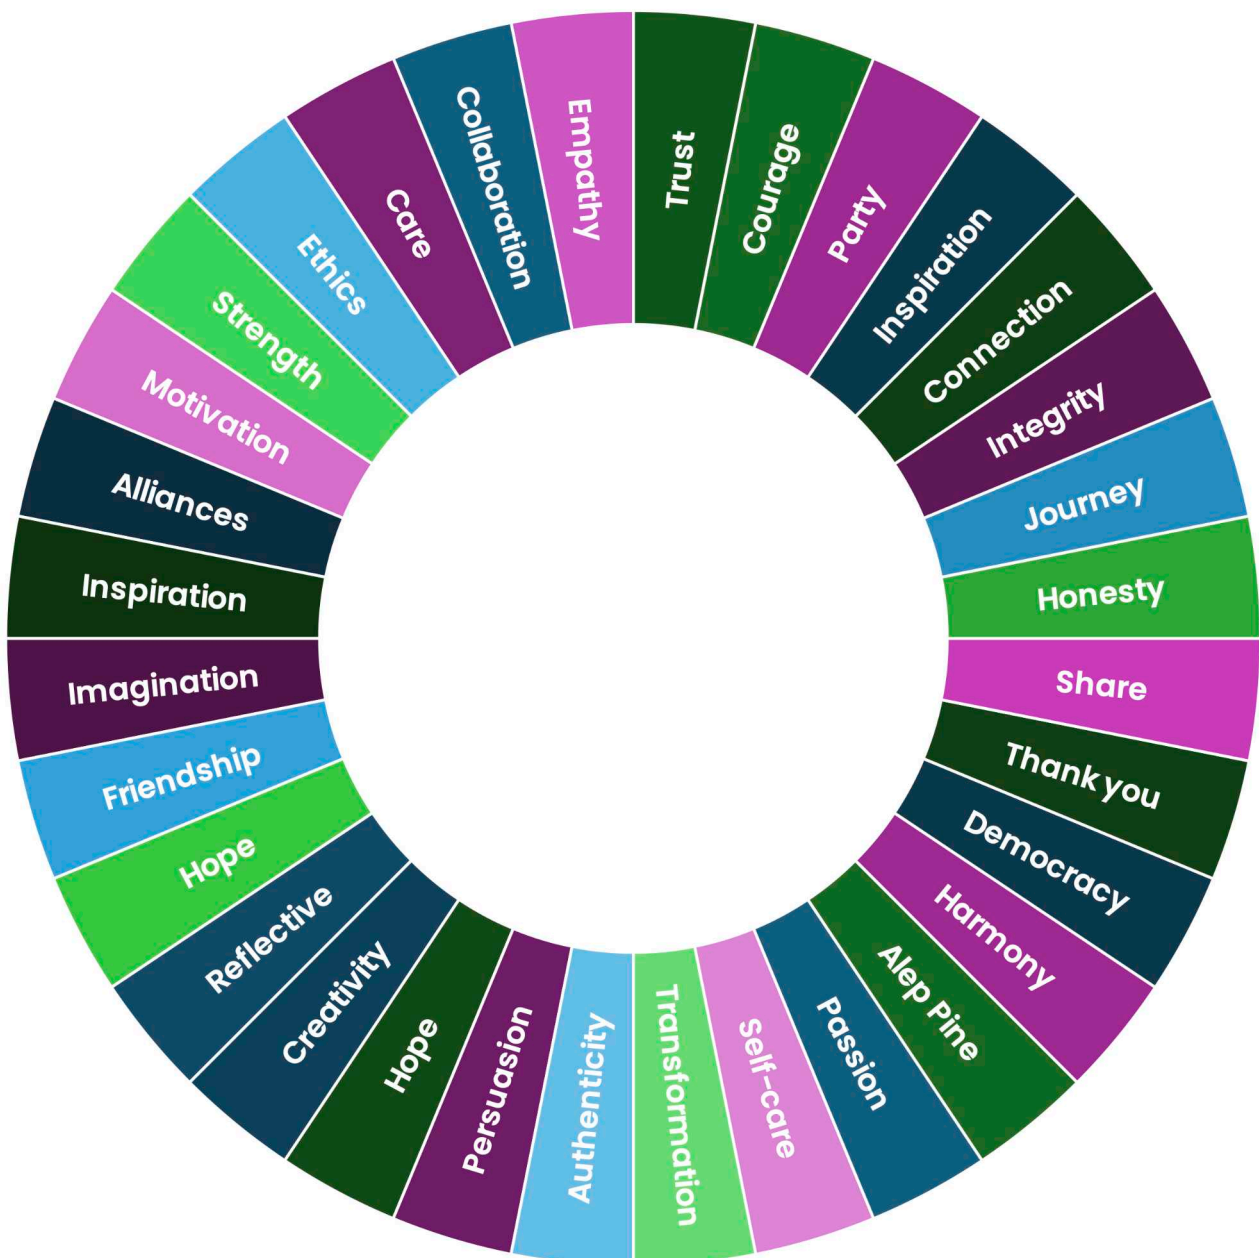 Trust
Courage
Party
Inspiration
Connection
Integrity
Journey
Honesty
Share
Thank you
Democracy
Harmony
Alep Pine
Passion
Self-care
Transformation
Authenticity
Persuasion
Hope
Creativity
Reflective
Hope
Friendship
Imagination
Inspiration
Alliances
Motivation
Strength
Ethics
Care
Collaboration
Empathy